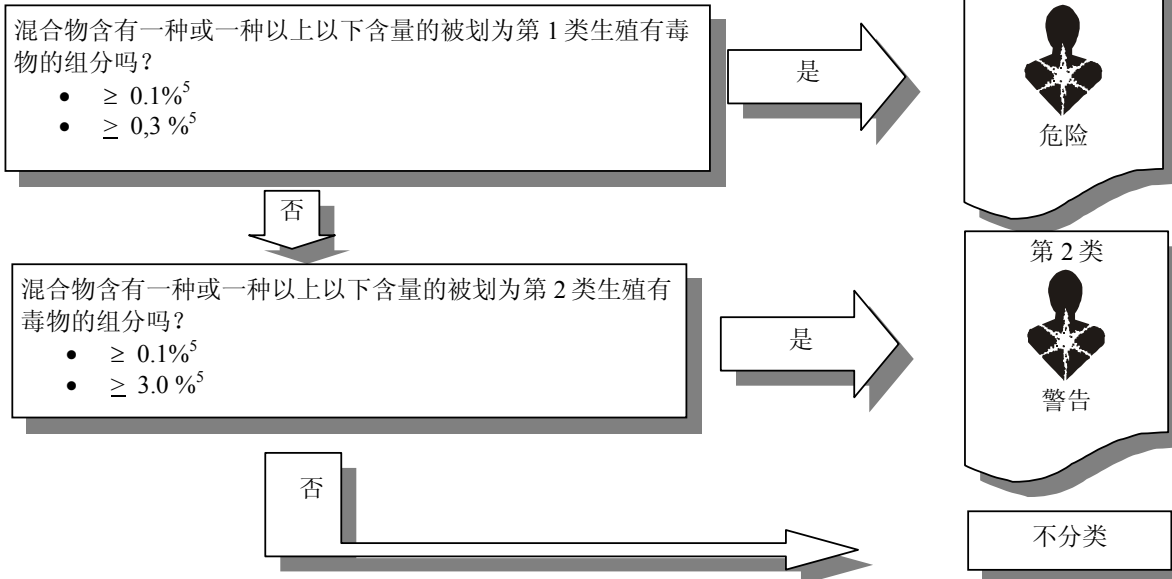 混合物含有一种或一种以上以下含量的被划为第 1 类生殖有毒
物的组分吗?
• ≥ 0.1%⁵
• ≥ 0,3 %⁵
是
危险
否
混合物含有一种或一种以上以下含量的被划为第 2 类生殖有
毒物的组分吗?
• ≥ 0.1%⁵
• ≥ 3.0 %⁵
是
第 2 类
警告
否
不分类